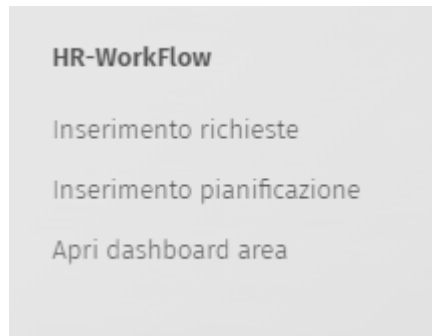 HR-WorkFlow
Inserimento richieste
Inserimento pianificazione
Apri dashboard area